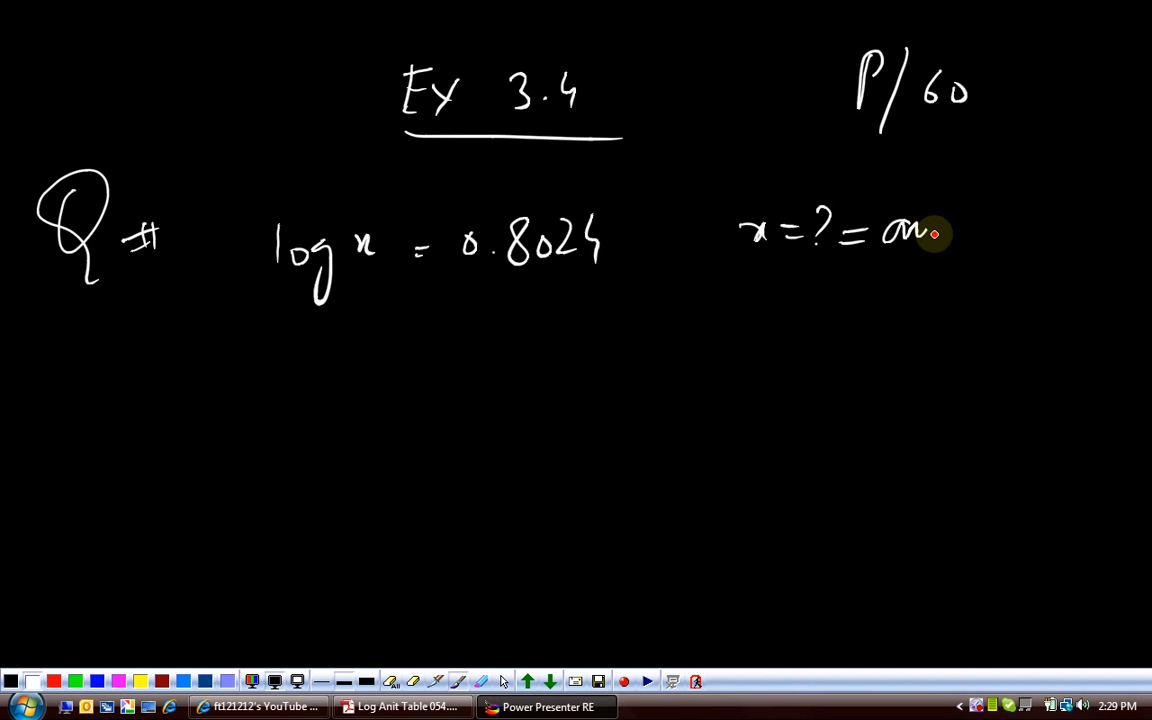 Ex 3.4
P/60
Q # log x = 0.8024 x = ? = an
ft121212's YouTube ...
Log Anit Table 054....
Power Presenter RE
2:29 PM